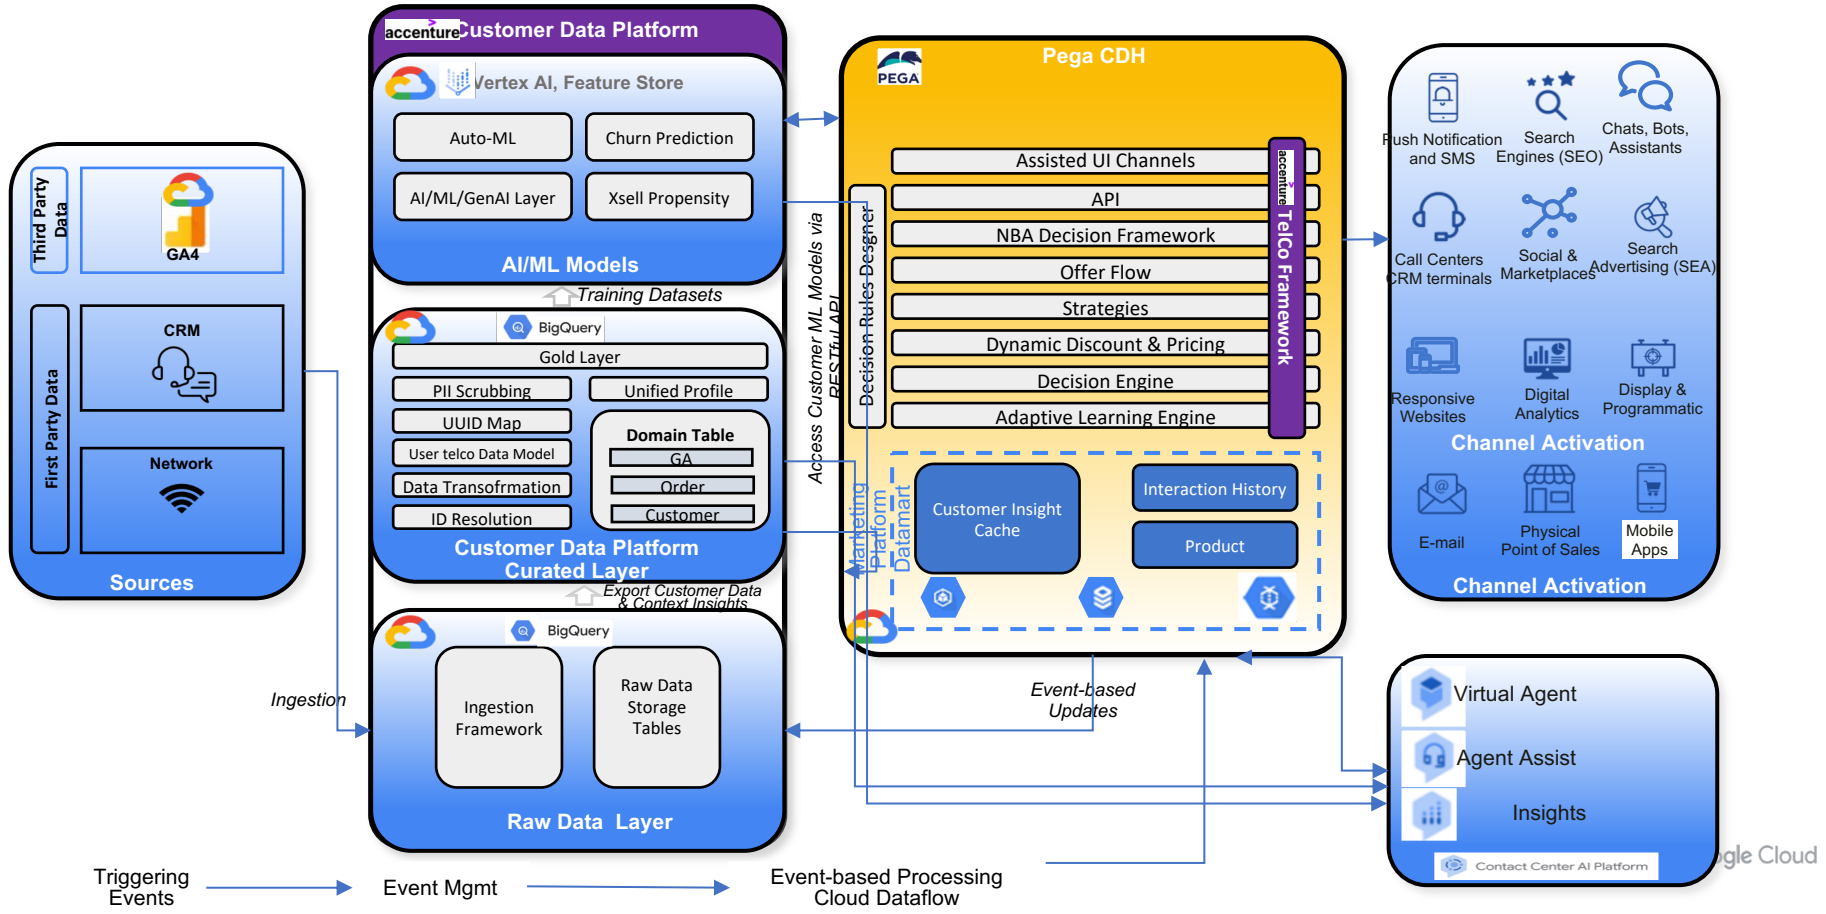 accenture
Customer Data Platform
Vertex AI, Feature Store
Auto-ML
Churn Prediction
AI/ML/GenAI Layer
Xsell Propensity
AI/ML Models
Training Datasets
BigQuery
Gold Layer
PII Scrubbing
Unified Profile
UUID Map
User telco Data Model
Data Transofrmation
ID Resolution
Domain Table
GA
Order
Customer
Customer Data Platform
Curated Layer
Export Customer Data
& Context Insights
BigQuery
Ingestion
Framework
Raw Data
Storage
Tables
Raw Data  Layer
Third Party
Data
GA4
First Party Data
CRM
Network
Sources
Ingestion
Access Customer ML Models via
RESTful API
PEGA
Pega CDH
Decision Rules Desgner
Assisted UI Channels
API
NBA Decision Framework
Offer Flow
Strategies
Dynamic Discount & Pricing
Decision Engine
Adaptive Learning Engine
accenture
TelCo Framework
Marketing
Platform
Datamart
Customer Insight
Cache
Interaction History
Product
Event-based
Updates
Push Notification
and SMS
Search
Engines (SEO)
Chats, Bots,
Assistants
Call Centers
CRM terminals
Social &
Marketplaces
Search
Advertising (SEA)
Responsive
Websites
Digital
Analytics
Display &
Programmatic
Channel Activation
E-mail
Physical
Point of Sales
Mobile
Apps
Channel Activation
Virtual Agent
Agent Assist
Insights
Contact Center AI Platform
ogle Cloud
Triggering
Events
Event Mgmt
Event-based Processing
Cloud Dataflow